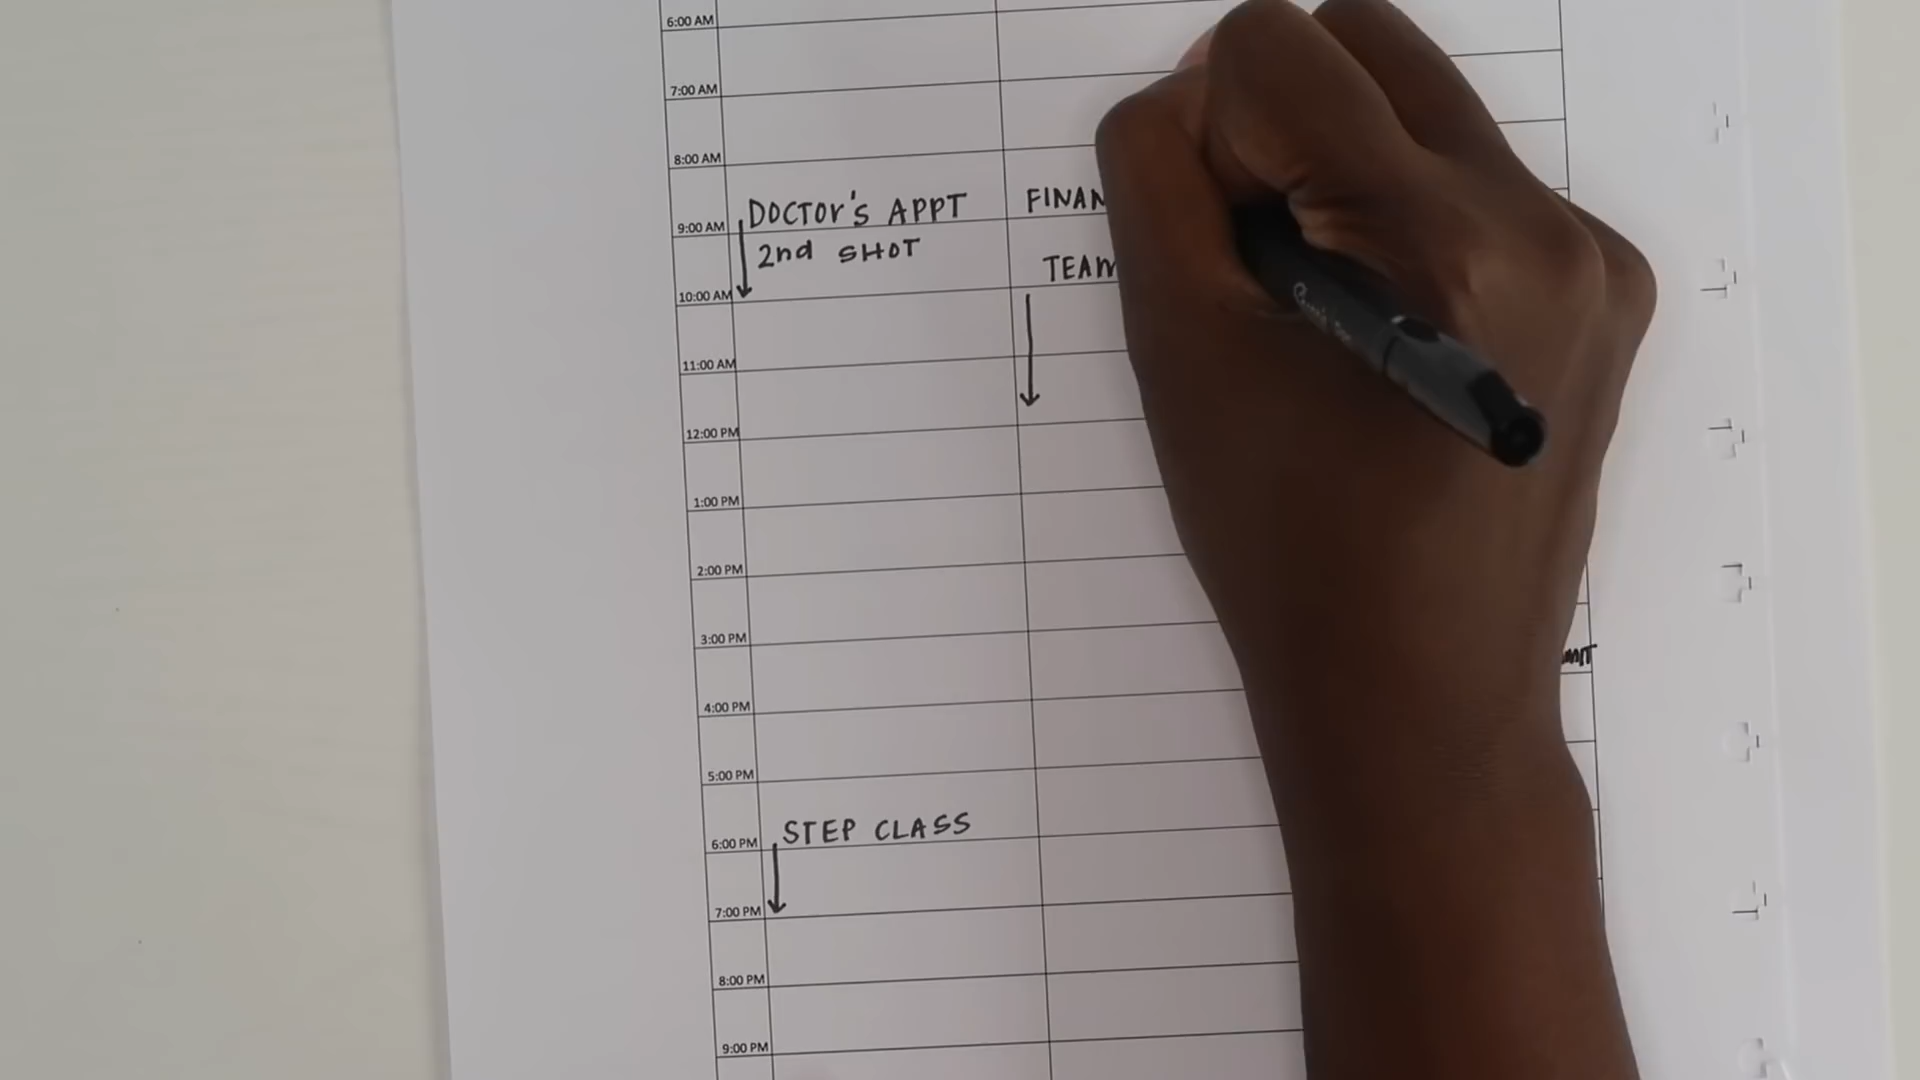 6:00 AM
7:00 AM
8:00 AM
DOCTOR'S APPT
9:00 AM
2nd SHOT
10:00 AM
11:00 AM
12:00 PM
1:00 PM
2:00 PM
3:00 PM
4:00 PM
5:00 PM
STEP CLASS
6:00 PM
7:00 PM
8:00 PM
9:00 PM